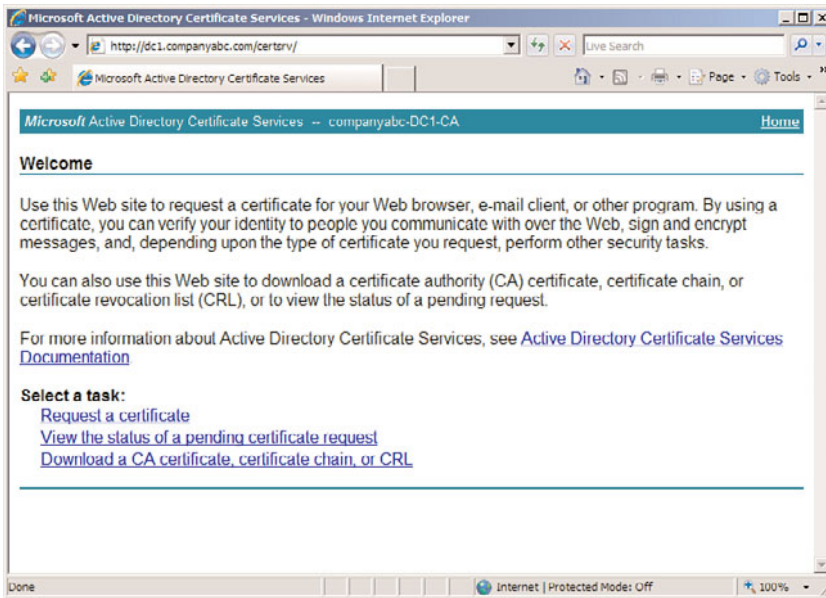 Microsoft Active Directory Certificate Services - Windows Internet Explorer
http://dc1.companyabc.com/certsrv/
Live Search
Microsoft Active Directory Certificate Services
Page
Tools
Microsoft Active Directory Certificate Services -- companyabc-DC1-CA
Home
Welcome
Use this Web site to request a certificate for your Web browser, e-mail client, or other program. By using a
certificate, you can verify your identity to people you communicate with over the Web, sign and encrypt
messages, and, depending upon the type of certificate you request, perform other security tasks.
You can also use this Web site to download a certificate authority (CA) certificate, certificate chain, or
certificate revocation list (CRL), or to view the status of a pending request.
For more information about Active Directory Certificate Services, see Active Directory Certificate Services
Documentation.
Select a task:
Request a certificate
View the status of a pending certificate request
Download a CA certificate, certificate chain, or CRL
Done
Internet | Protected Mode: Off
100%